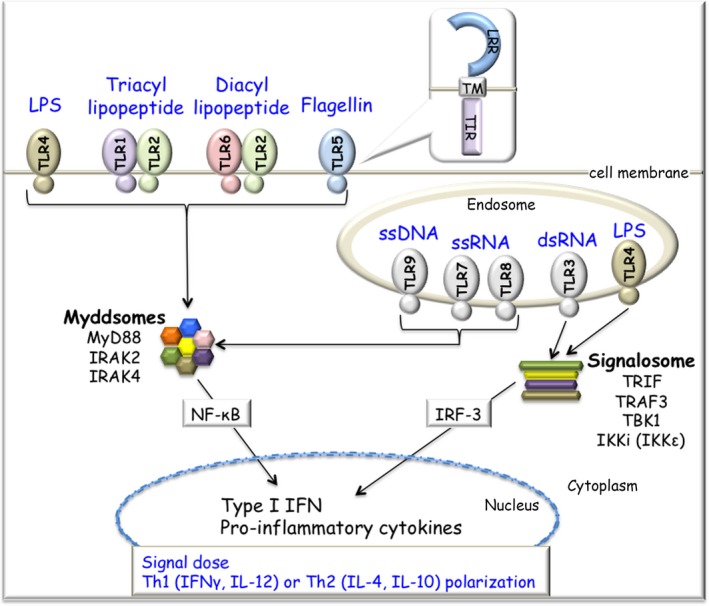 LRR
TM
TIR
LPS
Triacyl
lipopeptide
Diacyl
lipopeptide
Flagellin
TLR4
TLR1
TLR2
TLR6
TLR2
TLR5
cell membrane
Endosome
ssDNA
ssRNA
dsRNA
LPS
TLR9
TLR7
TLR8
TLR3
TLR4
Myddsomes
MyD88
IRAK2
IRAK4
Signalosome
TRIF
TRAF3
TBK1
IKKi (IKKε)
NF-κB
IRF-3
Cytoplasm
Nucleus
Type I IFN
Pro-inflammatory cytokines
Signal dose
Th1 (IFNγ, IL-12) or Th2 (IL-4, IL-10) polarization